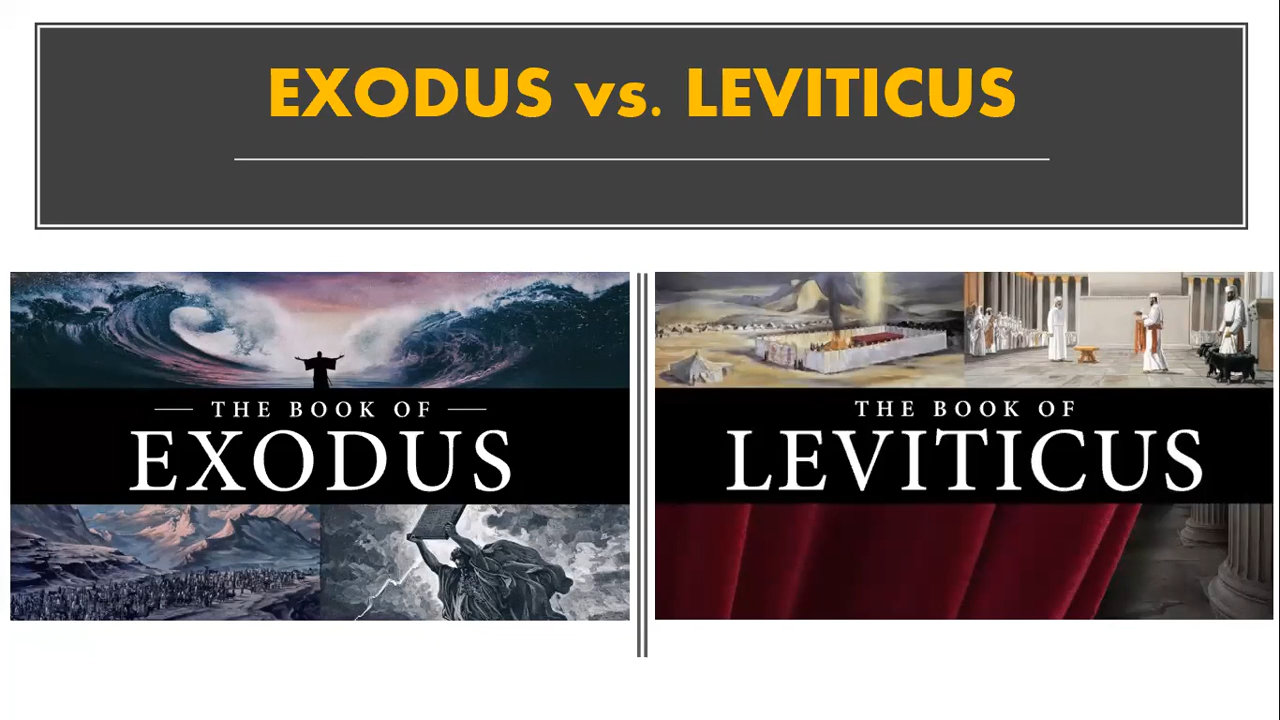 EXODUS vs. LEVITICUS
THE BOOK OF
EXODUS
THE BOOK OF
LEVITICUS